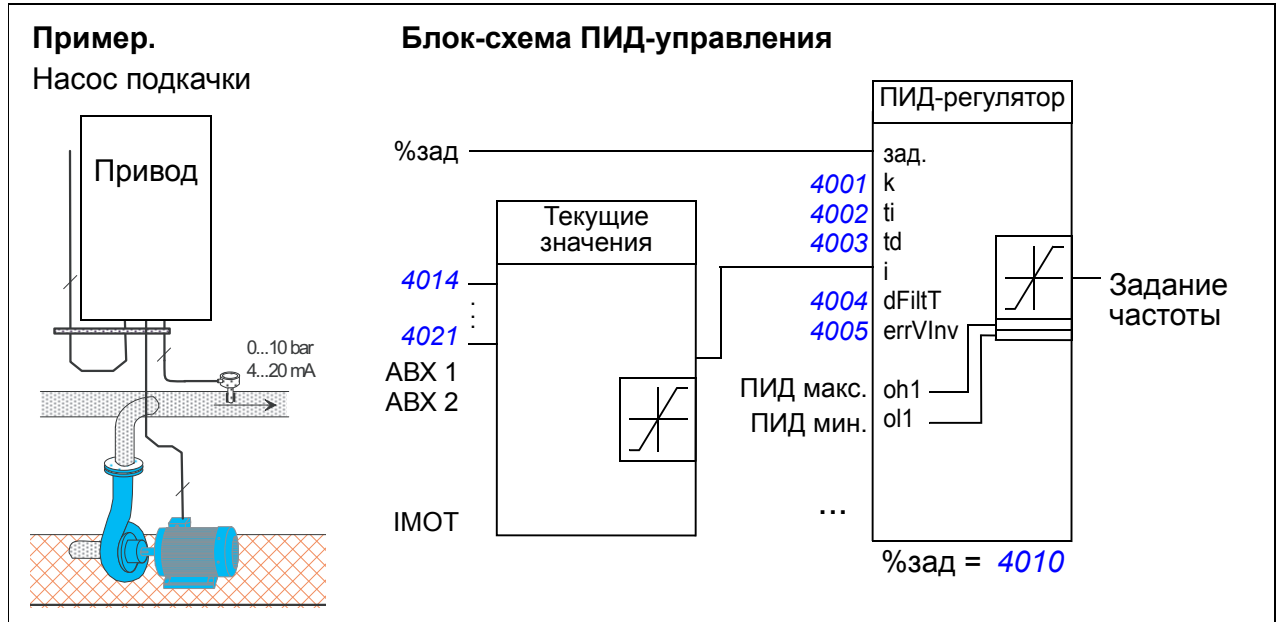 Пример.
Насос подкачки
Привод
0...10 bar
4...20 mA
Блок-схема ПИД-управления
%зад
Текущие
значения
4014
4021
АВХ 1
АВХ 2
IMOT
ПИД-регулятор
зад.
4001 k
4002 ti
4003 td
i
4004 dFiltT
4005 errVInv
ПИД макс. oh1
ПИД мин. ol1
...
%зад = 4010
Задание
частоты